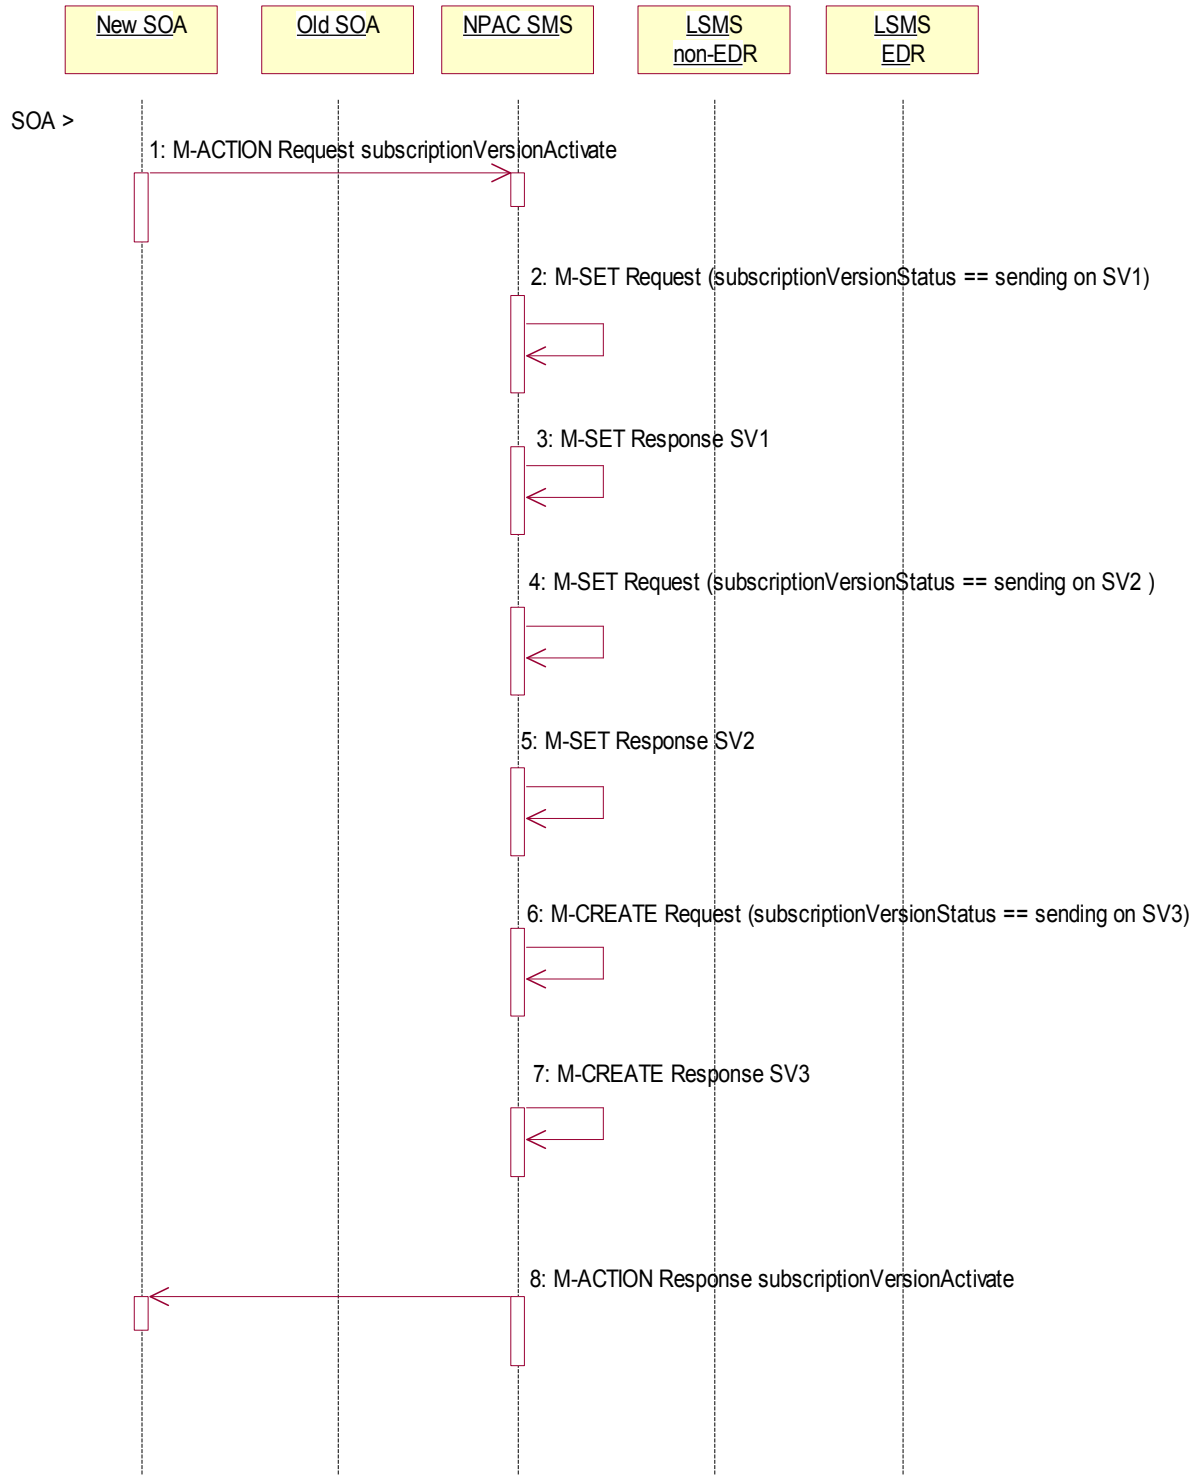 New SOA
Old SOA
NPAC SMS
LSMS
non-EDR
LSMS
EDR
SOA >
1: M-ACTION Request subscriptionVersionActivate
2: M-SET Request (subscriptionVersionStatus == sending on SV1)
3: M-SET Response SV1
4: M-SET Request (subscriptionVersionStatus == sending on SV2 )
5: M-SET Response SV2
6: M-CREATE Request (subscriptionVersionStatus == sending on SV3)
7: M-CREATE Response SV3
8: M-ACTION Response subscriptionVersionActivate